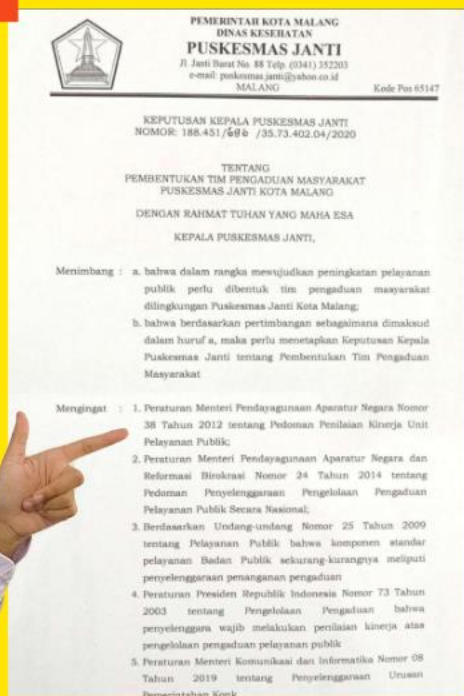 PEMERINTAH KOTA MALANG
DINAS KESEHATAN
PUSKESMAS JANTI
Jl. Janti Barat No. 88 Telp. (0341) 352203
e-mail: puskesmas.janti@yahoo.co.id
MALANG Kode Pos 65147
KEPUTUSAN KEPALA PUSKESMAS JANTI
NOMOR: 188.451/696 /35.73.402.04/2020
TENTANG
PEMBENTUKAN TIM PENGADUAN MASYARAKAT
PUSKESMAS JANTI KOTA MALANG
DENGAN RAHMAT TUHAN YANG MAHA ESA
KEPALA PUSKESMAS JANTI,
Menimbang : a. bahwa dalam rangka mewujudkan peningkatan pelayanan
publik perlu dibentuk tim pengaduan masyarakat
dilingkungan Puskesmas Janti Kota Malang;
b. bahwa berdasarkan pertimbangan sebagaimana dimaksud
dalam huruf a, maka perlu menetapkan Keputusan Kepala
Puskesmas Janti tentang Pembentukan Tim Pengaduan
Masyarakat
Mengingat : 1. Peraturan Menteri Pendayagunaan Aparatur Negara Nomor
38 Tahun 2012 tentang Pedoman Penilaian Kinerja Unit
Pelayanan Publik;
2. Peraturan Menteri Pendayagunaan Aparatur Negara dan
Reformasi Birokrasi Nomor 24 Tahun 2014 tentang
Pedoman Penyelenggaraan Pengelolaan Pengaduan
Pelayanan Publik Secara Nasional;
3. Berdasarkan Undang-undang Nomor 25 Tahun 2009
tentang Pelayanan Publik bahwa komponen standar
pelayanan Badan Publik sekurang-kurangnya meliputi
penyelenggaraan penanganan pengaduan
4. Peraturan Presiden Republik Indonesia Nomor 73 Tahun
2003 tentang Pengelolaan Pengaduan bahwa
penyelenggara wajib melakukan penilaian kinerja atas
pengelolaan pengaduan pelayanan publik
5. Peraturan Menteri Komunikasi dan Informatika Nomor 08
Tahun 2019 tentang Penyelenggaraan Urusan
Pemerintahan Konk